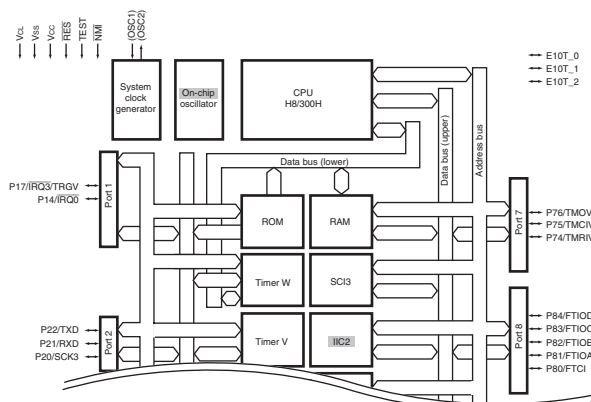 VCL
VSS
VCC
RES
TEST
NMI
(OSC1)
(OSC2)
E10T_0
E10T_1
E10T_2
System
clock
generator
On-chip
oscillator
CPU
H8/300H
Data bus (lower)
Data bus (upper)
Address bus
Port 1
P17/IRQ3/TRGV
P14/IRQ0
ROM
RAM
Port 7
P76/TMOV
P75/TMCIV
P74/TMRIV
Timer W
SCI3
Port 2
P22/TXD
P21/RXD
P20/SCK3
Timer V
IIC2
Port 8
P84/FTIOD
P83/FTIOC
P82/FTIOB
P81/FTIOA
P80/FTCI